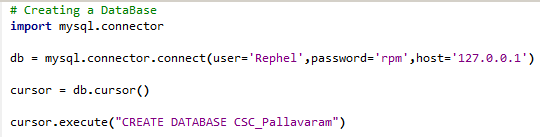 # Creating a DataBase
import mysql.connector
db = mysql.connector.connect(user='Rephel',password='rpm',host='127.0.0.1')
cursor = db.cursor()
cursor.execute("CREATE DATABASE CSC_Pallavaram")